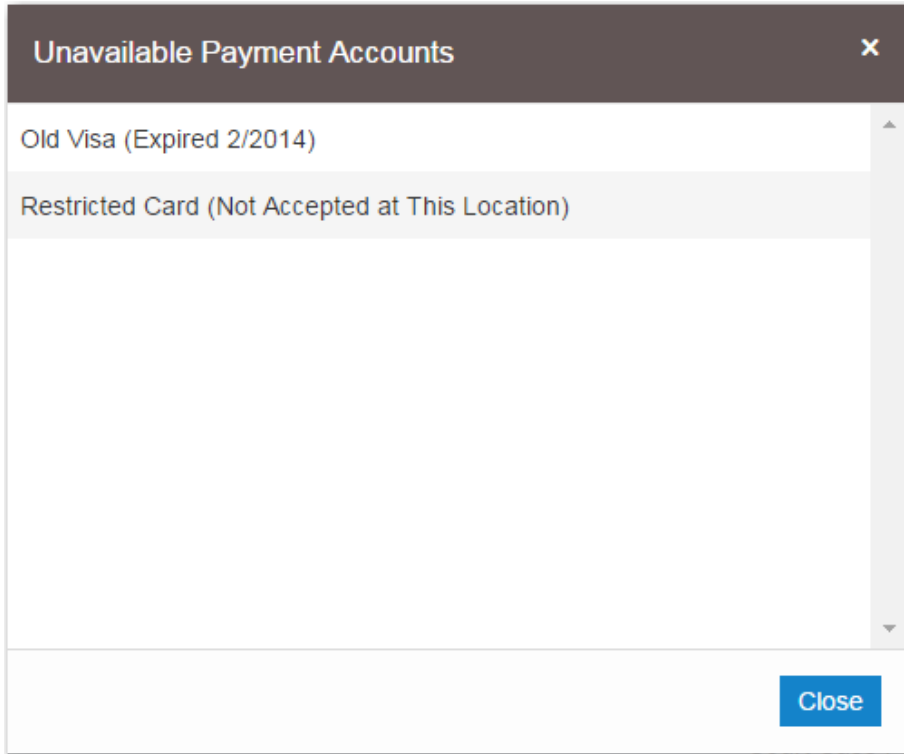 Unavailable Payment Accounts ×
Old Visa (Expired 2/2014)
Restricted Card (Not Accepted at This Location)
Close